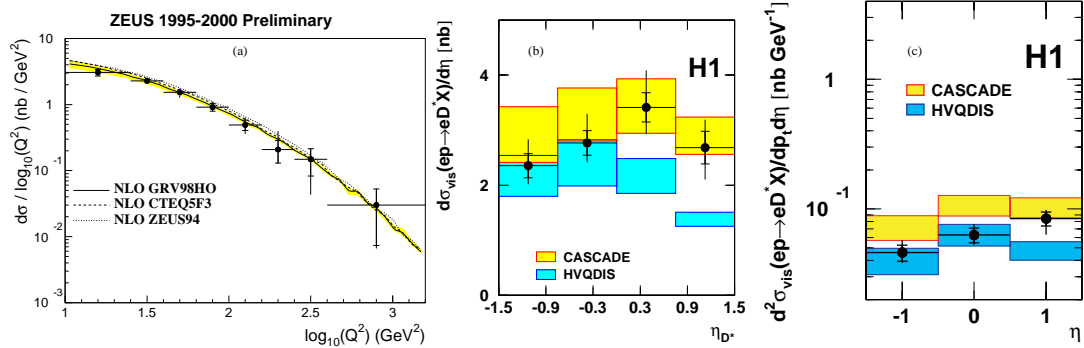 ZEUS 1995-2000 Preliminary
(a)
dσ / log₁₀(Q²) (nb / GeV²)
10
1
10⁻¹
10⁻²
10⁻³
NLO GRV98HO
NLO CTEQ5F3
NLO ZEUS94
1
1.5
2
2.5
3
log₁₀(Q²) (GeV²)
(b)
H1
dσvis(ep→eD*X)/dη [nb]
4
2
0
CASCADE
HVQDIS
-1.5
-0.9
-0.3
0.3
0.9
1.5
η_D*
(c)
H1
d²σvis(ep→eD*X)/dptdη [nb GeV⁻¹]
1
10⁻¹
CASCADE
HVQDIS
-1
0
1
η